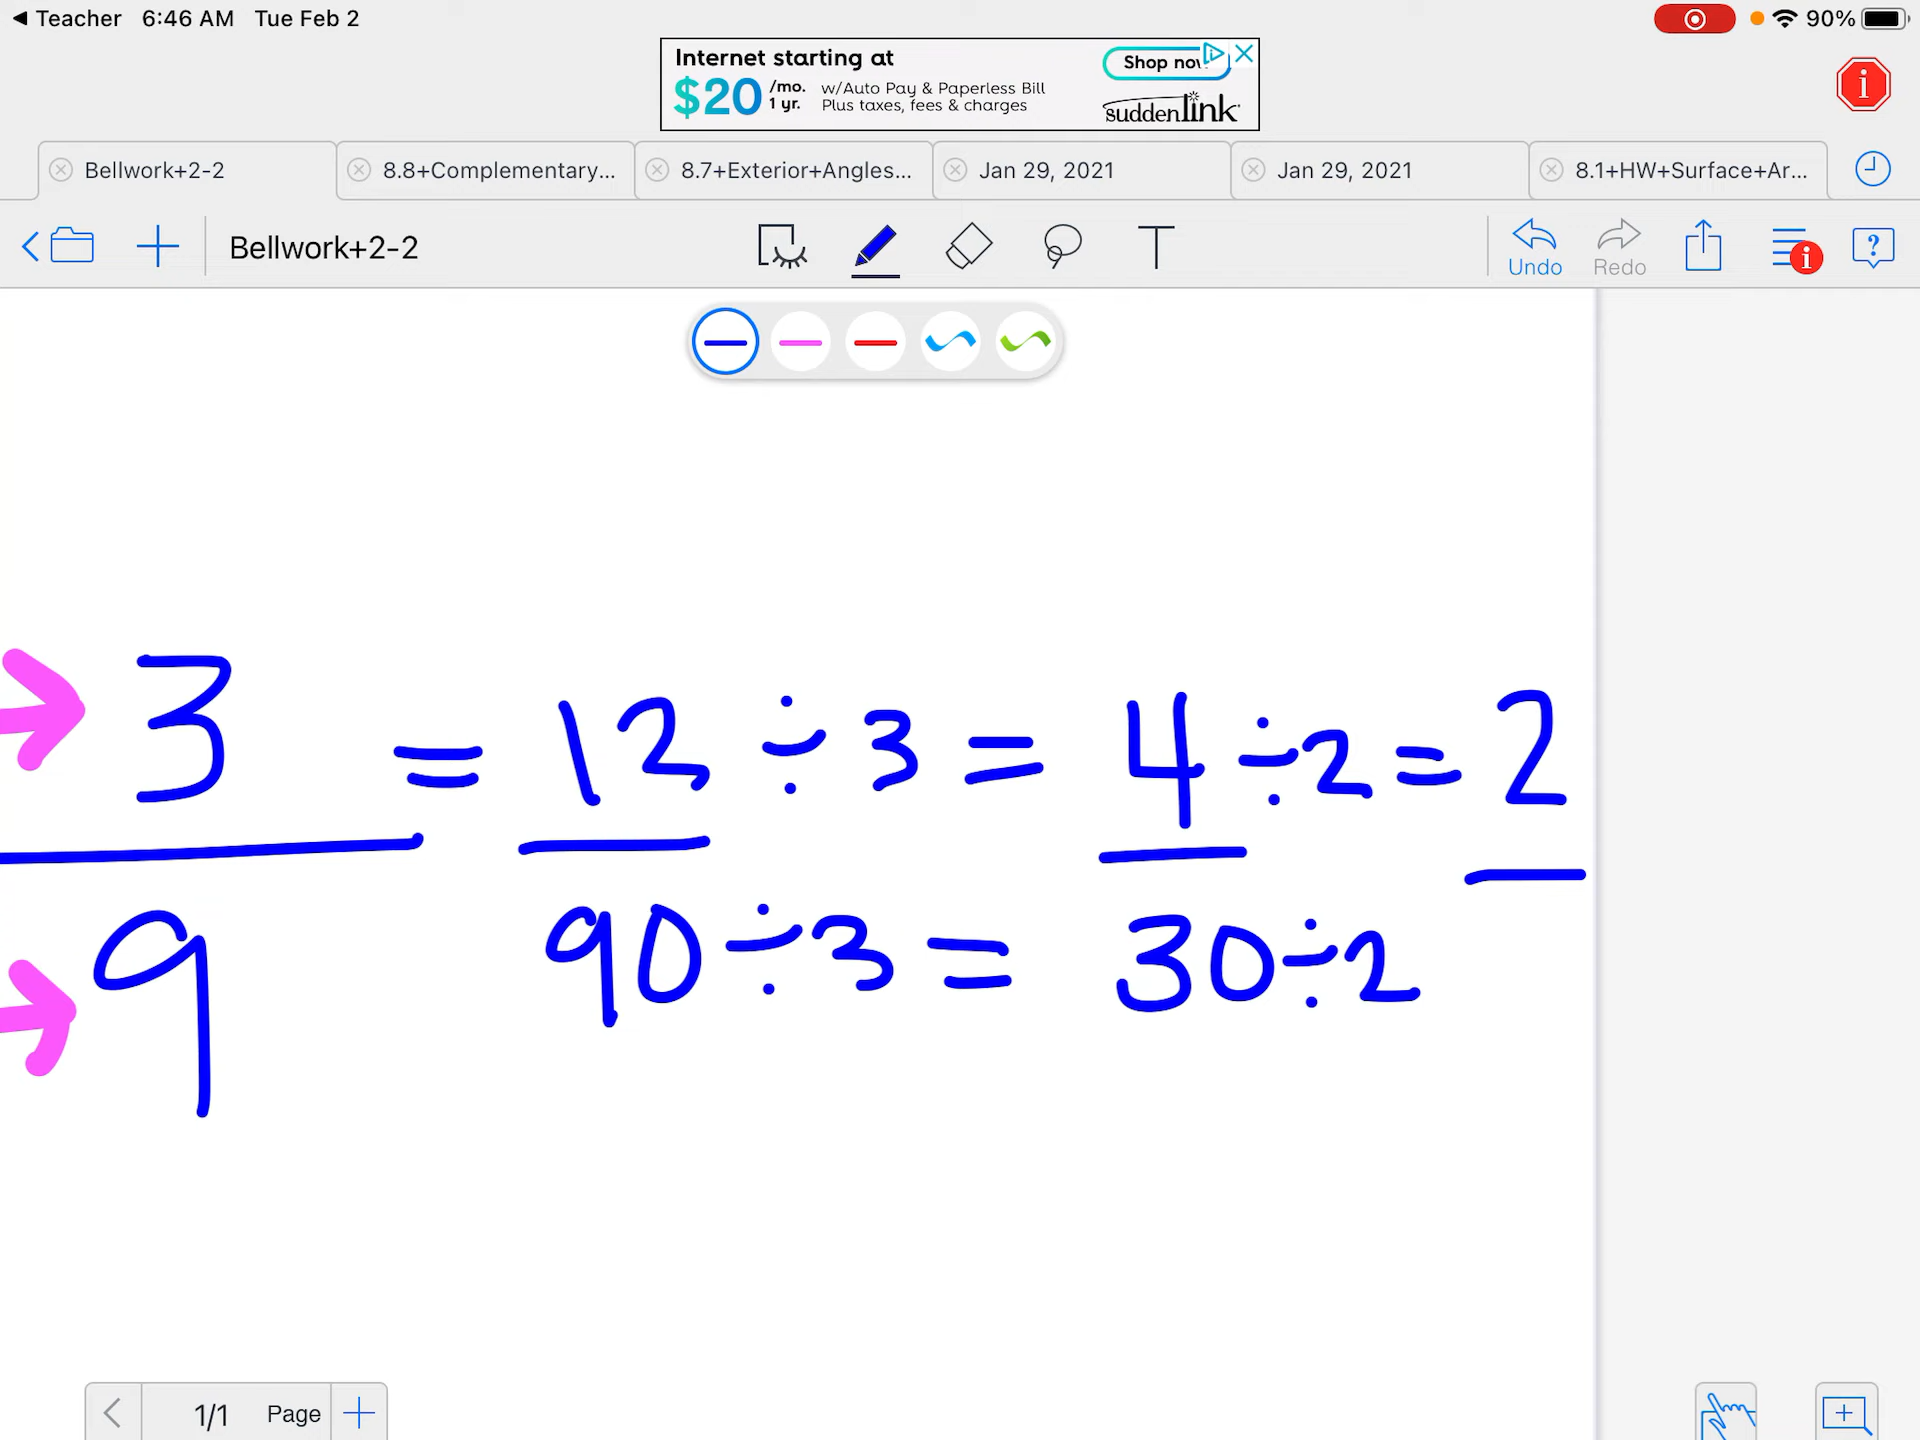 Teacher 6:46 AM Tue Feb 2 90%
Internet starting at
$20 /mo. 1 yr.
w/Auto Pay & Paperless Bill
Plus taxes, fees & charges
Shop now
suddenlink
Bellwork+2-2 8.8+Complementary... 8.7+Exterior+Angles... Jan 29, 2021 Jan 29, 2021 8.1+HW+Surface+Ar...
Bellwork+2-2 T Undo Redo
3 = 12 ÷ 3 = 4 ÷ 2 = 2
9 90 ÷ 3 = 30 ÷ 2
1/1 Page